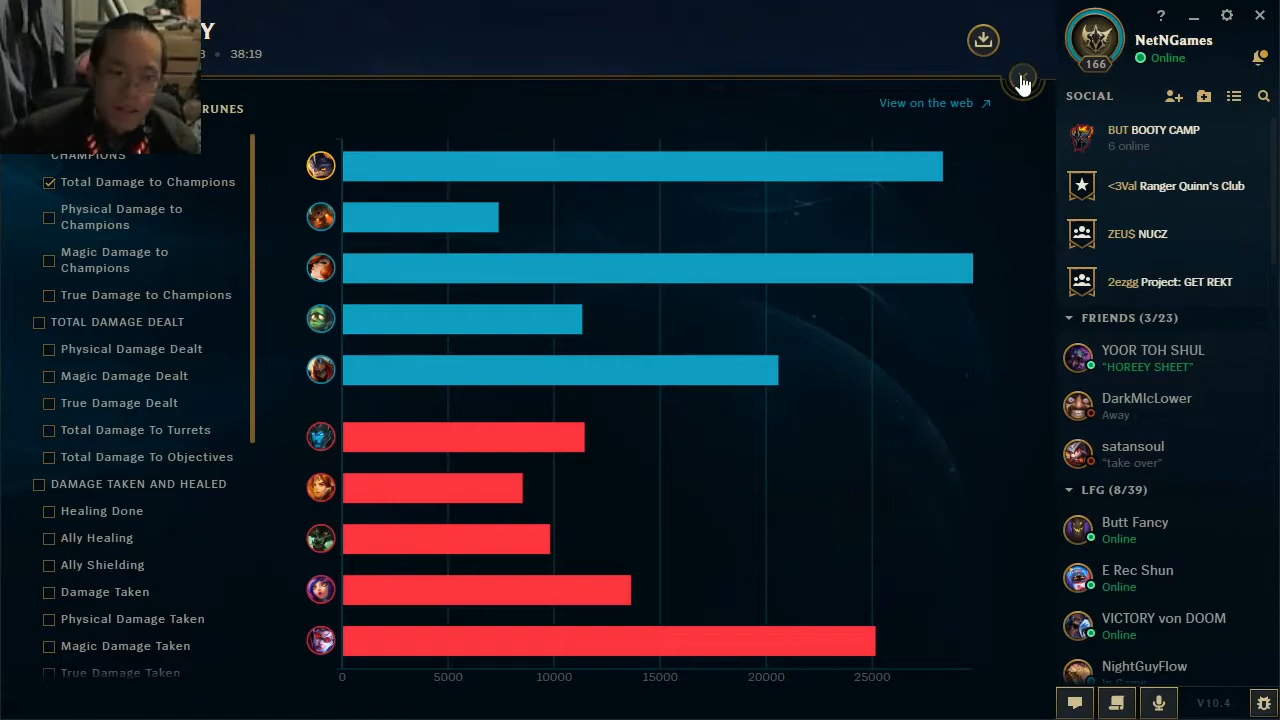 Y
3 • 38:19
NetNGames
Online
166
SOCIAL
RUNES
View on the web
CHAMPIONS
Total Damage to Champions
Physical Damage to
Champions
Magic Damage to
Champions
True Damage to Champions
TOTAL DAMAGE DEALT
Physical Damage Dealt
Magic Damage Dealt
True Damage Dealt
Total Damage To Turrets
Total Damage To Objectives
DAMAGE TAKEN AND HEALED
Healing Done
Ally Healing
Ally Shielding
Damage Taken
Physical Damage Taken
Magic Damage Taken
True Damage Taken
0 5000 10000 15000 20000 25000
BUT BOOTY CAMP
6 online
<3Val Ranger Quinn's Club
ZEU$ NUCZ
2ezgg Project: GET REKT
FRIENDS (3/23)
YOOR TOH SHUL
"HOREEY SHEET"
DarkMIcLower
Away
satansoul
"take over"
LFG (8/39)
Butt Fancy
Online
E Rec Shun
Online
VICTORY von DOOM
Online
NightGuyFlow
In Game
V10.4